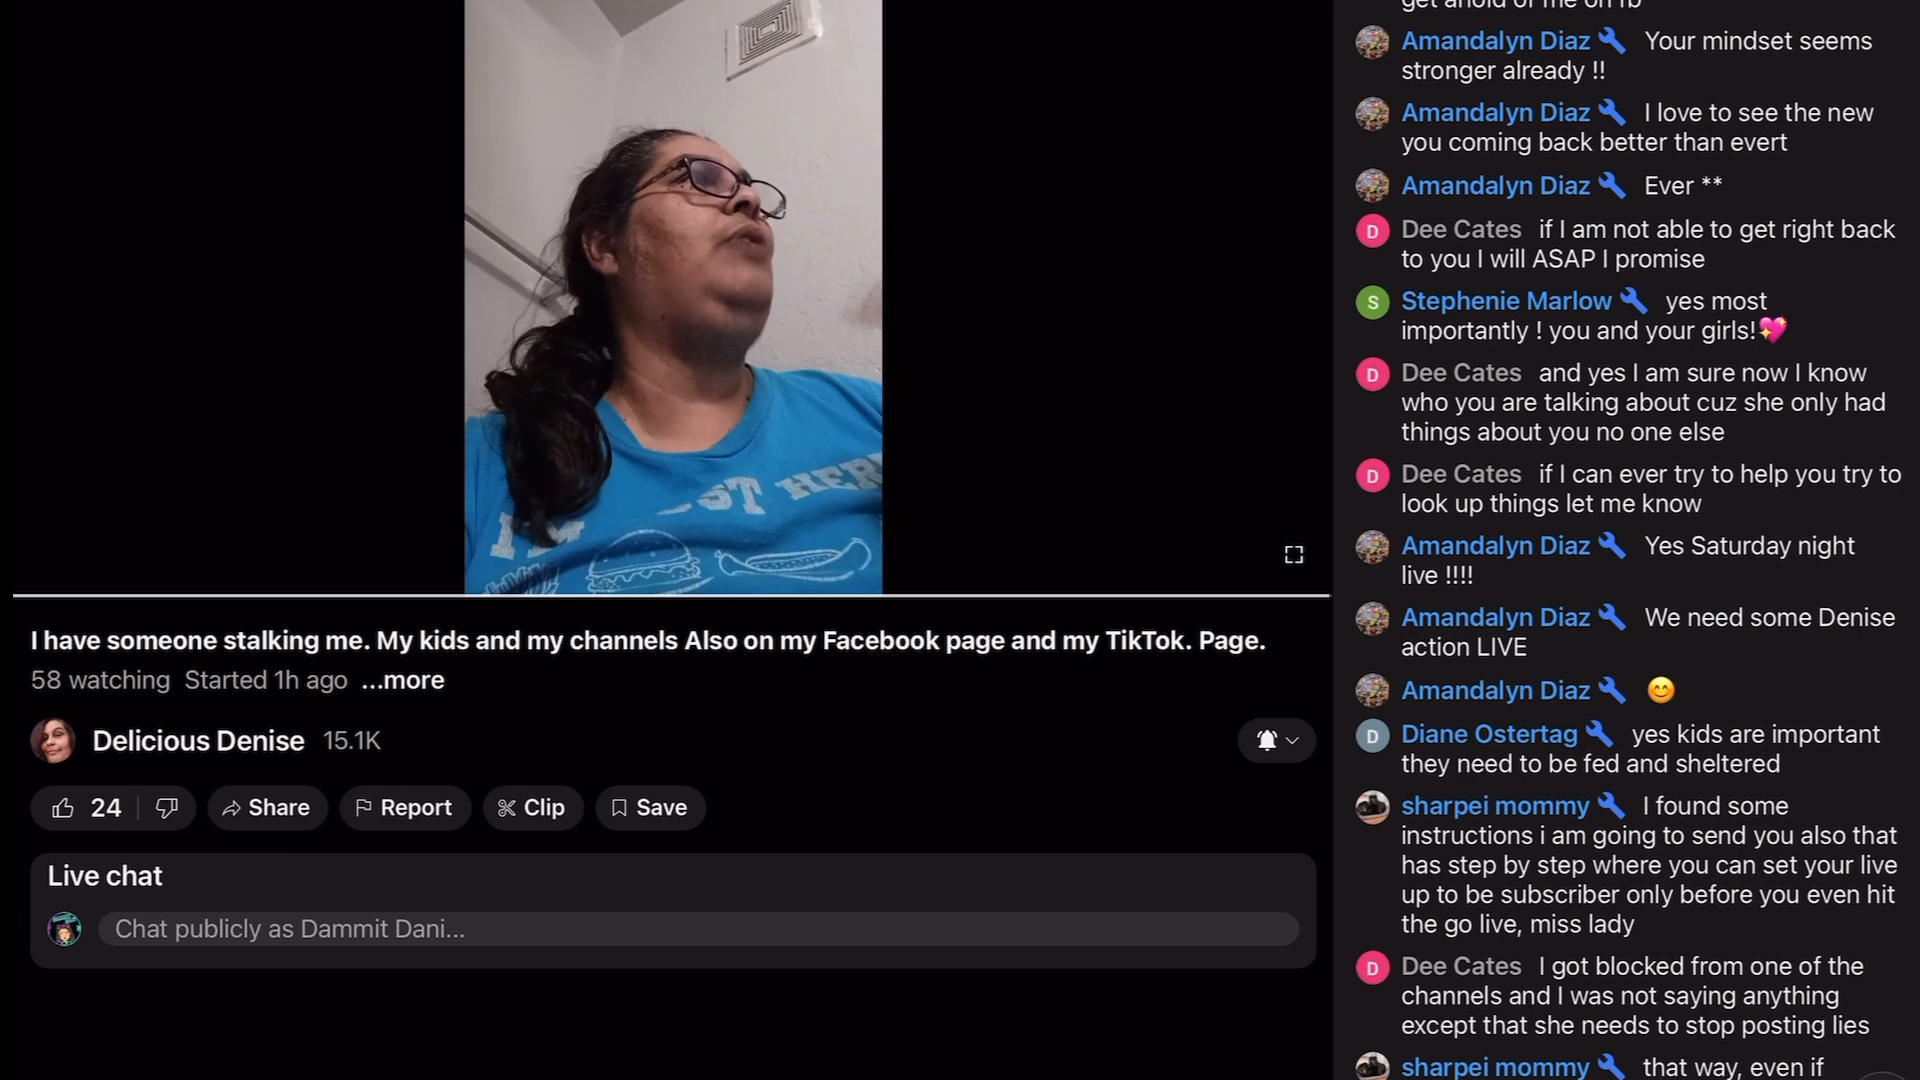 I'M
ST HER
I have someone stalking me. My kids and my channels Also on my Facebook page and my TikTok. Page.
58 watching Started 1h ago ...more
Delicious Denise 15.1K
24 Share Report Clip Save
Live chat
Chat publicly as Dammit Dani...
get ahold of me on fb
Amandalyn Diaz Your mindset seems
stronger already !!
Amandalyn Diaz I love to see the new
you coming back better than evert
Amandalyn Diaz Ever **
D Dee Cates if I am not able to get right back
to you I will ASAP I promise
S Stephenie Marlow yes most
importantly ! you and your girls!💖
D Dee Cates and yes I am sure now I know
who you are talking about cuz she only had
things about you no one else
D Dee Cates if I can ever try to help you try to
look up things let me know
Amandalyn Diaz Yes Saturday night
live !!!!
Amandalyn Diaz We need some Denise
action LIVE
Amandalyn Diaz 😊
D Diane Ostertag yes kids are important
they need to be fed and sheltered
sharpei mommy I found some
instructions i am going to send you also that
has step by step where you can set your live
up to be subscriber only before you even hit
the go live, miss lady
D Dee Cates I got blocked from one of the
channels and I was not saying anything
except that she needs to stop posting lies
sharpei mommy that way, even if